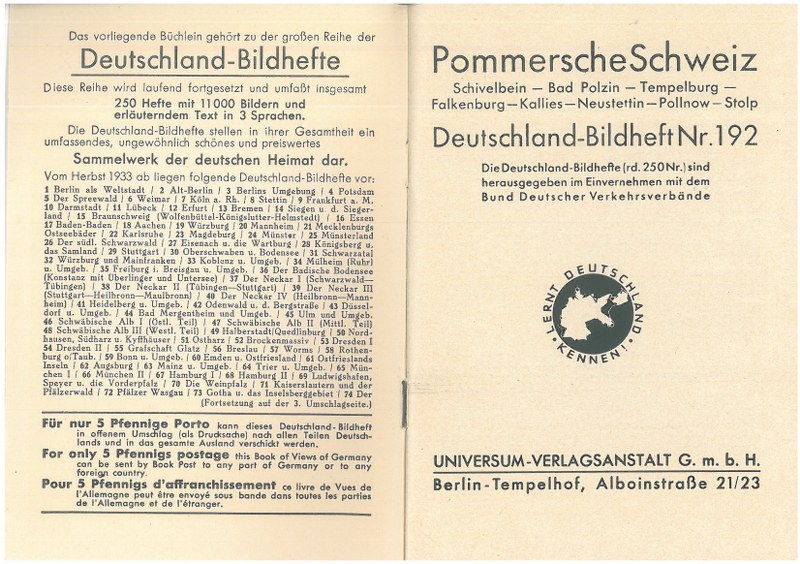 Das vorliegende Büchlein gehört zu der großen Reihe der
Deutschland-Bildhefte
Diese Reihe wird laufend fortgesetzt und umfaßt insgesamt
250 Hefte mit 11000 Bildern und
erläuterndem Text in 3 Sprachen.
Die Deutschland-Bildhefte stellen in ihrer Gesamtheit ein
umfassendes, ungewöhnlich schönes und preiswertes
Sammelwerk der deutschen Heimat dar.
Vom Herbst 1933 ab liegen folgende Deutschland-Bildhefte vor:
1 Berlin als Weltstadt / 2 Alt-Berlin / 3 Berlins Umgebung / 4 Potsdam
5 Der Spreewald / 6 Weimar / 7 Köln a. Rh. / 8 Stettin / 9 Frankfurt a. M.
10 Darmstadt / 11 Lübeck / 12 Erfurt / 13 Bremen / 14 Siegen u. d. Sieger-
land / 15 Braunschweig (Wolfenbüttel-Königslutter-Helmstedt) / 16 Essen
17 Baden-Baden / 18 Aachen / 19 Würzburg / 20 Mannheim / 21 Mecklenburgs
Ostseebäder / 22 Karlsruhe / 23 Magdeburg / 24 Münster / 25 Münsterland
26 Der südl. Schwarzwald / 27 Eisenach u. die Wartburg / 28 Königsberg u.
das Samland / 29 Stuttgart / 30 Oberschwaben u. Bodensee / 31 Schwarzatal
32 Würzburg und Mainfranken / 33 Koblenz u. Umgeb. / 34 Mülheim (Ruhr)
u. Umgeb. / 35 Freiburg i. Breisgau u. Umgeb. / 36 Der Badische Bodensee
(Konstanz mit Überlinger und Untersee) / 37 Der Neckar I (Schwarzwald—
Tübingen) / 38 Der Neckar II (Tübingen—Stuttgart) / 39 Der Neckar III
(Stuttgart—Heilbronn—Maulbronn) / 40 Der Neckar IV (Heilbronn—Mann-
heim) / 41 Heidelberg u. Umgeb. / 42 Odenwald u. d. Bergstraße / 43 Düssel-
dorf u. Umgeb. / 44 Bad Mergentheim und Umgeb. / 45 Ulm und Umgeb.
46 Schwäbische Alb I (Östl. Teil) / 47 Schwäbische Alb II (Mittl. Teil)
48 Schwäbische Alb III (Westl. Teil) / 49 Halberstadt/Quedlinburg / 50 Nord-
hausen, Südharz u. Kyffhäuser / 51 Ostharz / 52 Brockenmassiv / 53 Dresden I
54 Dresden II / 55 Grafschaft Glatz / 56 Breslau / 57 Worms / 58 Rothen-
burg o/Taub. / 59 Bonn u. Umgeb. / 60 Emden u. Ostfriesland / 61 Ostfrieslands
Inseln / 62 Augsburg / 63 Mainz u. Umgeb. / 64 Trier u. Umgeb. / 65 Mün-
chen I / 66 München II / 67 Hamburg I / 68 Hamburg II / 69 Ludwigshafen,
Speyer u. die Vorderpfalz / 70 Die Weinpfalz / 71 Kaiserslautern und der
Pfälzerwald / 72 Pfälzer Wasgau / 73 Gotha u. das Inselsberggebiet / 74 Der
(Fortsetzung auf der 3. Umschlagseite.)
Für nur 5 Pfennige Porto kann dieses Deutschland-Bildheft
in offenem Umschlag (als Drucksache) nach allen Teilen Deutsch-
lands und in das gesamte Ausland verschickt werden.
For only 5 Pfennigs postage this Book of Views of Germany
can be sent by Book Post to any part of Germany or to any
foreign country.
Pour 5 Pfennigs d'affranchissement ce livre de Vues de
l'Allemagne peut être envoyé sous bande dans toutes les parties
de l'Allemagne et de l'étranger.
Pommersche Schweiz
Schivelbein — Bad Polzin — Tempelburg —
Falkenburg—Kallies—Neustettin—Pollnow—Stolp
Deutschland-Bildheft Nr. 192
Die Deutschland-Bildhefte (rd. 250 Nr.) sind
herausgegeben im Einvernehmen mit dem
Bund Deutscher Verkehrsverbände
LERNT DEUTSCHLAND
KENNEN!
UNIVERSUM-VERLAGSANSTALT G. m. b. H.
Berlin-Tempelhof, Alboinstraße 21/23